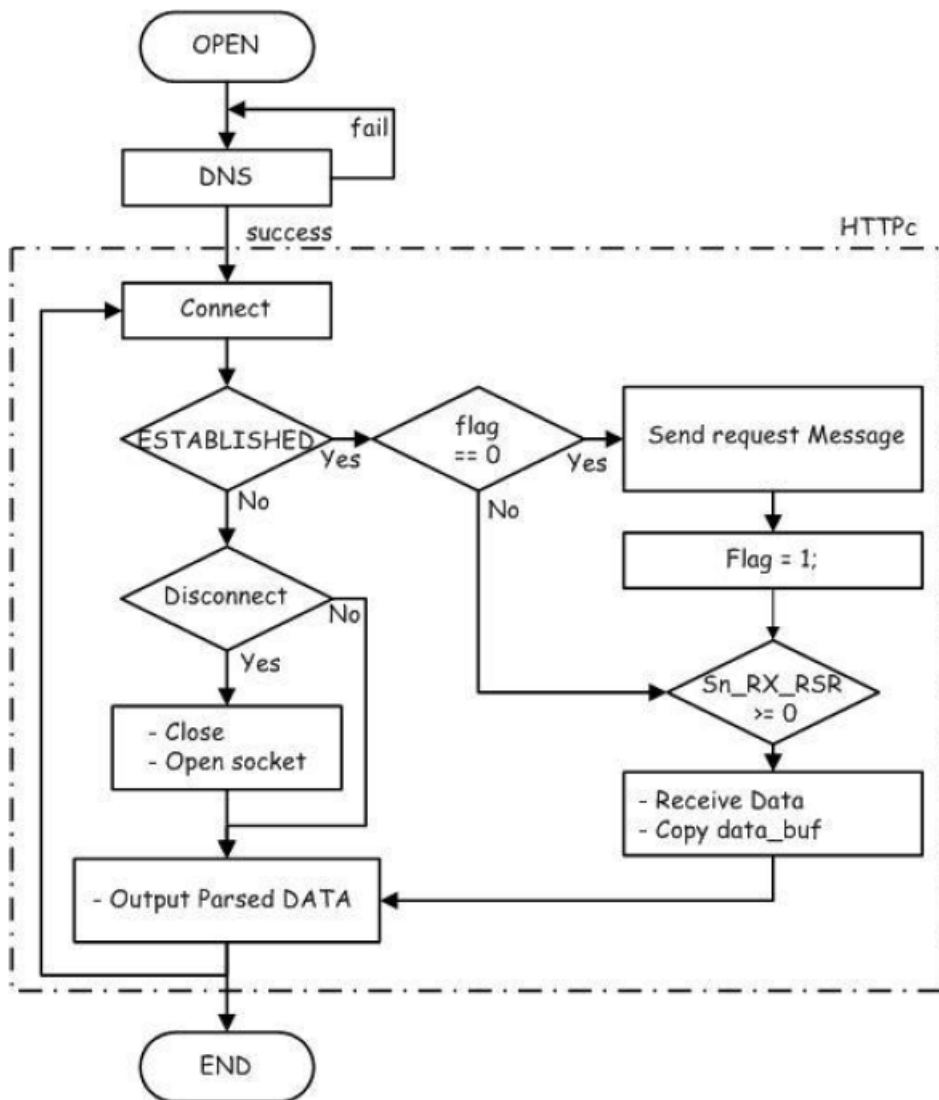 OPEN
fail
DNS
success
HTTPc
Connect
ESTABLISHED
Yes
flag
== 0
Yes
Send request Message
No
No
Flag = 1;
Disconnect
No
Yes
Sn_RX_RSR
>= 0
- Close
- Open socket
- Receive Data
- Copy data_buf
- Output Parsed DATA
END